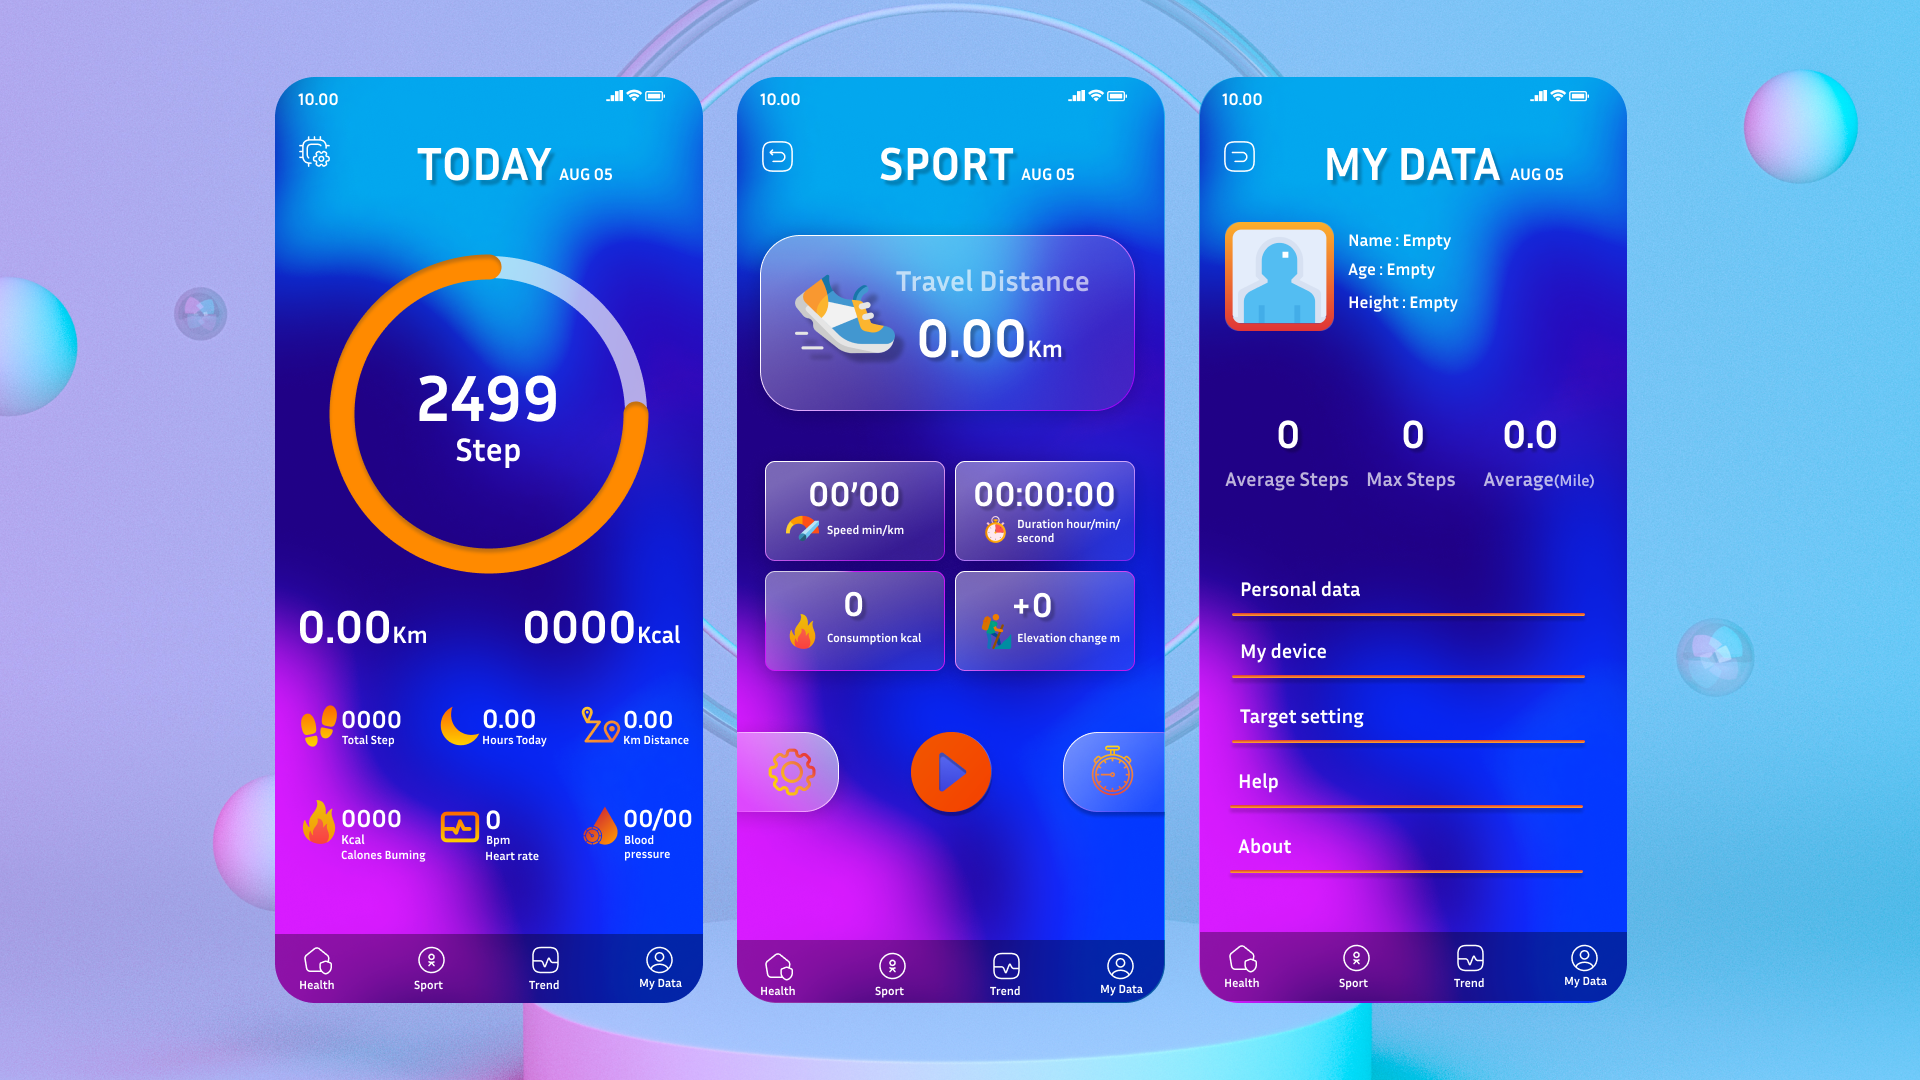 10.00
TODAY AUG 05
2499
Step
0.00Km
0000Kcal
0000
Total Step
0.00
Hours Today
0.00
Km Distance
0000
Kcal
Calones Buming
0
Bpm
Heart rate
00/00
Blood
pressure
Health
Sport
Trend
My Data
10.00
SPORT AUG 05
Travel Distance
0.00Km
00’00
Speed min/km
00:00:00
Duration hour/min/
second
0
Consumption kcal
+0
Elevation change m
Health
Sport
Trend
My Data
10.00
MY DATA AUG 05
Name : Empty
Age : Empty
Height : Empty
0
Average Steps
0
Max Steps
0.0
Average(Mile)
Personal data
My device
Target setting
Help
About
Health
Sport
Trend
My Data